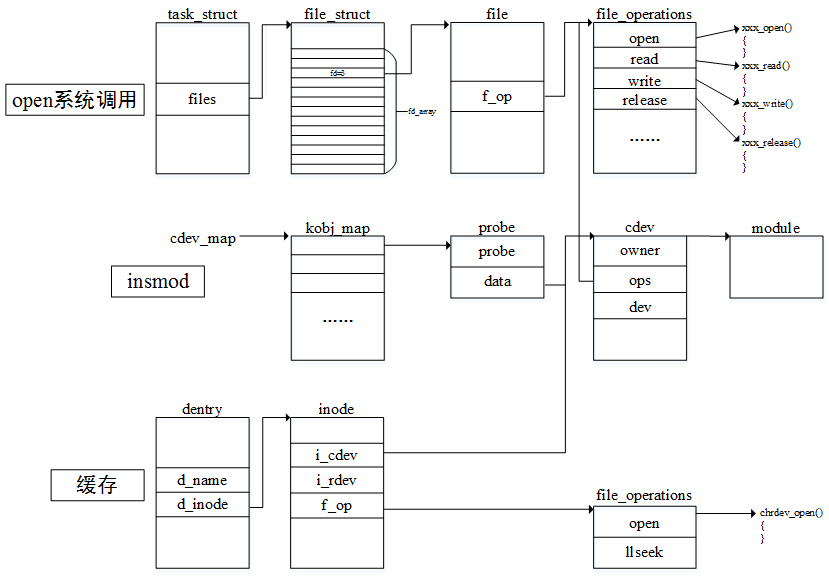 task_struct
file_struct
file
file_operations
open
xxx_open()
{
}
read
xxx_read()
{
}
fd=3
open系统调用
files
f_op
write
xxx_write()
{
}
release
fd_array
……
xxx_release()
{
}
cdev_map
kobj_map
probe
cdev
module
probe
owner
insmod
data
ops
dev
……
dentry
inode
i_cdev
缓存
d_name
i_rdev
d_inode
f_op
file_operations
open
chrdev_open()
{
}
llseek